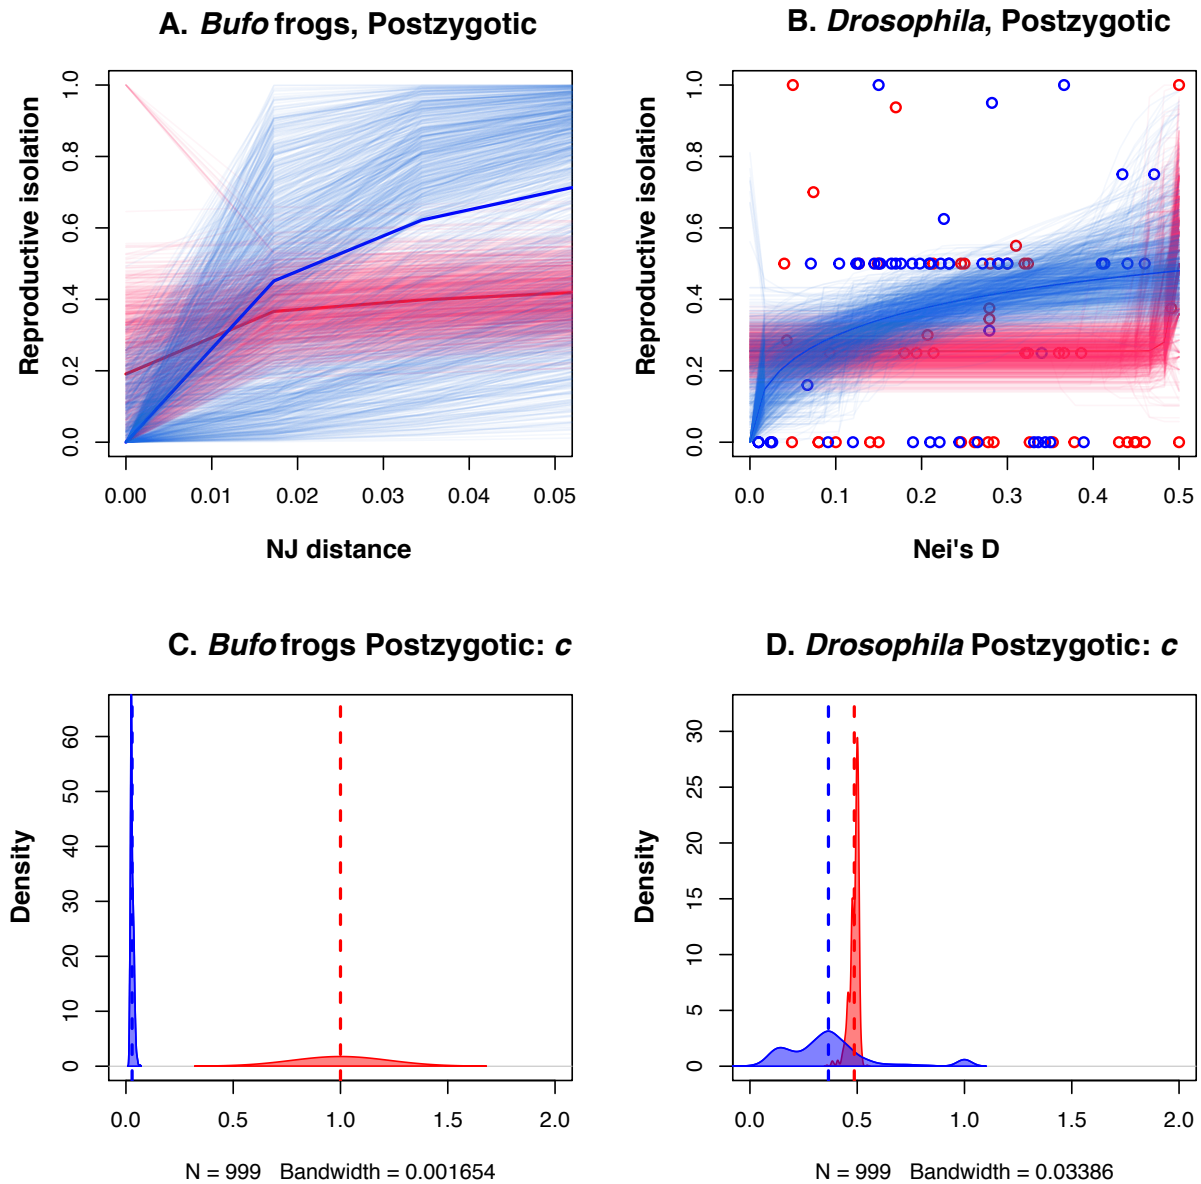 A. Bufo frogs, Postzygotic
Reproductive isolation
1.0
0.8
0.6
0.4
0.2
0.0
0.00 0.01 0.02 0.03 0.04 0.05
NJ distance
B. Drosophila, Postzygotic
Reproductive isolation
1.0
0.8
0.6
0.4
0.2
0.0
0.0 0.1 0.2 0.3 0.4 0.5
Nei's D
C. Bufo frogs Postzygotic: c
Density
60
50
40
30
20
10
0
0.0 0.5 1.0 1.5 2.0
N = 999 Bandwidth = 0.001654
D. Drosophila Postzygotic: c
Density
30
25
20
15
10
5
0
0.0 0.5 1.0 1.5 2.0
N = 999 Bandwidth = 0.03386